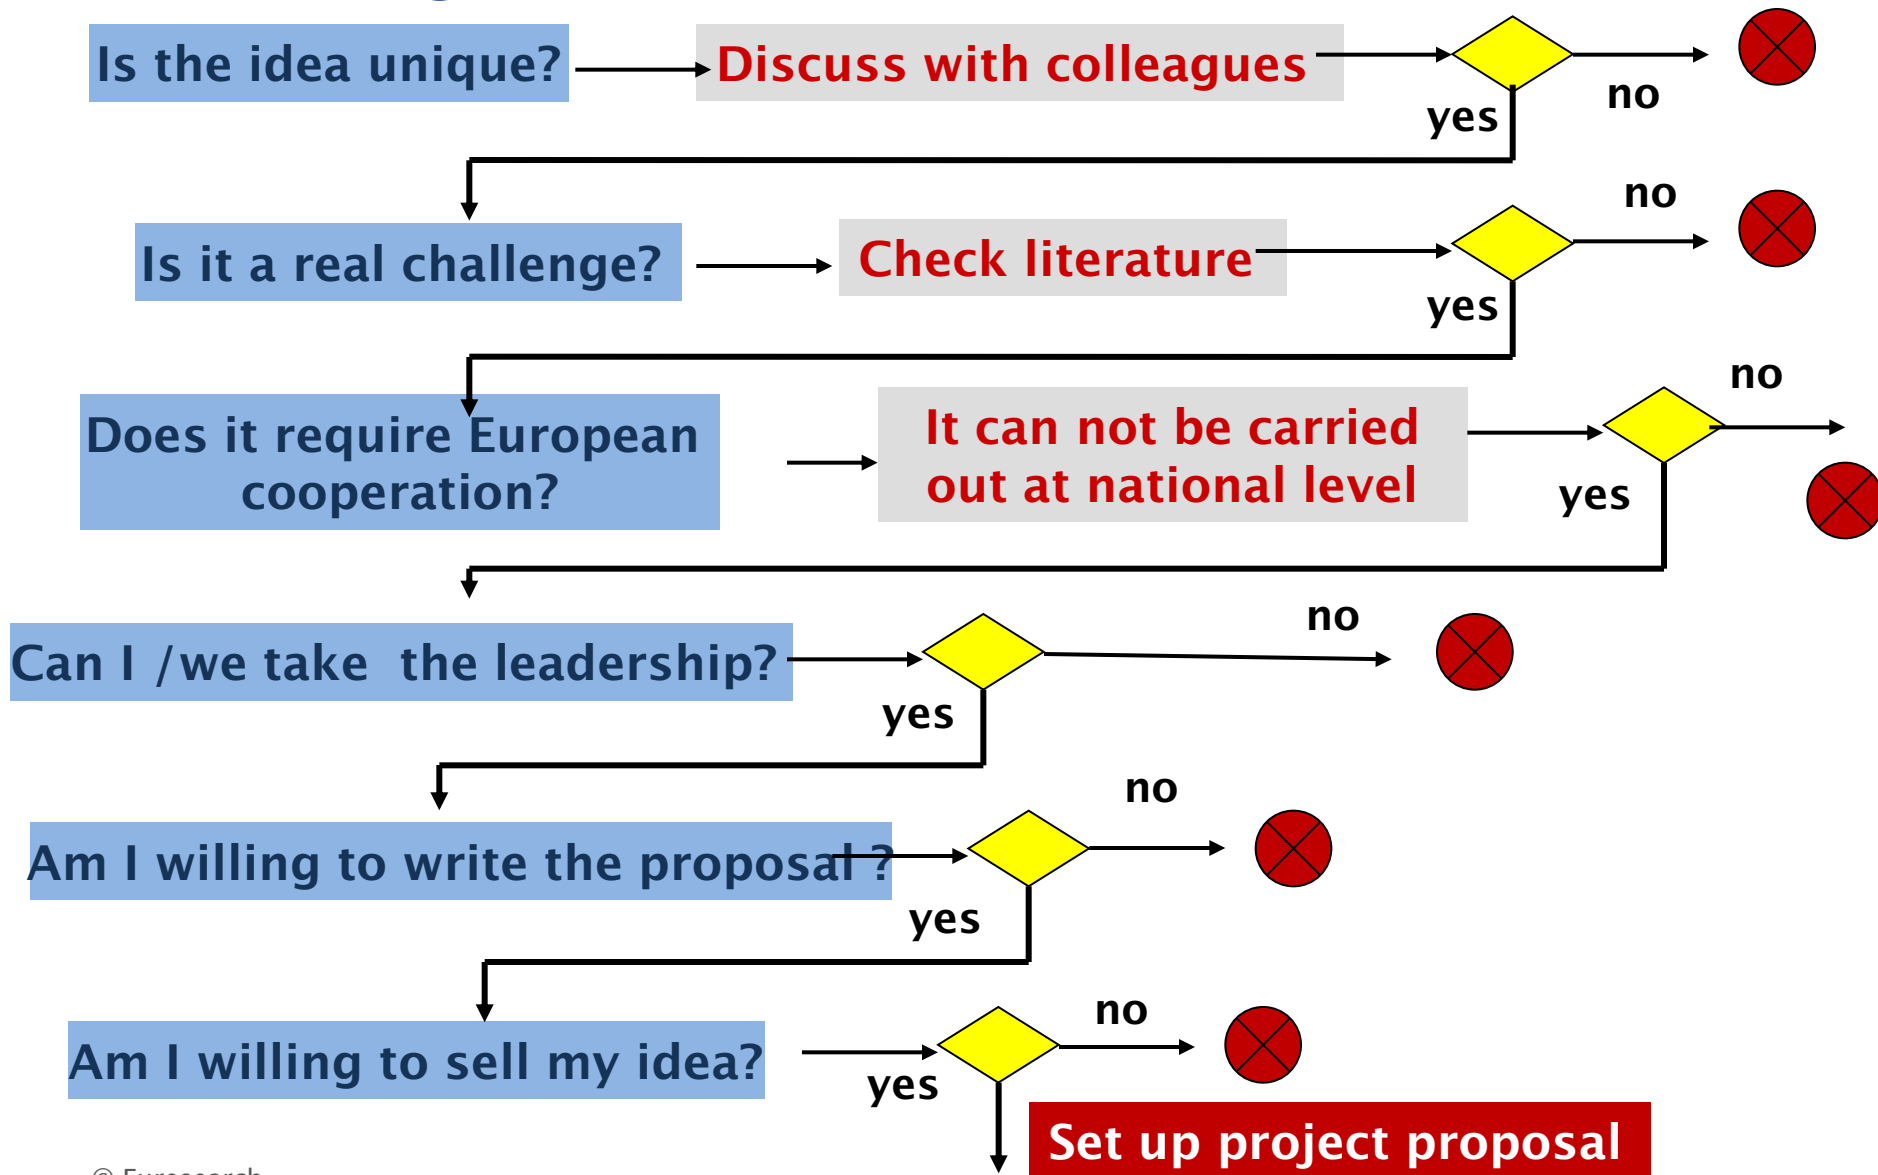 Is the idea unique?
Discuss with colleagues
no
yes
no
Is it a real challenge?
Check literature
yes
no
Does it require European
cooperation?
It can not be carried
out at national level
yes
no
Can I /we take the leadership?
yes
no
Am I willing to write the proposal ?
yes
no
Am I willing to sell my idea?
yes
Set up project proposal
© Euresearch